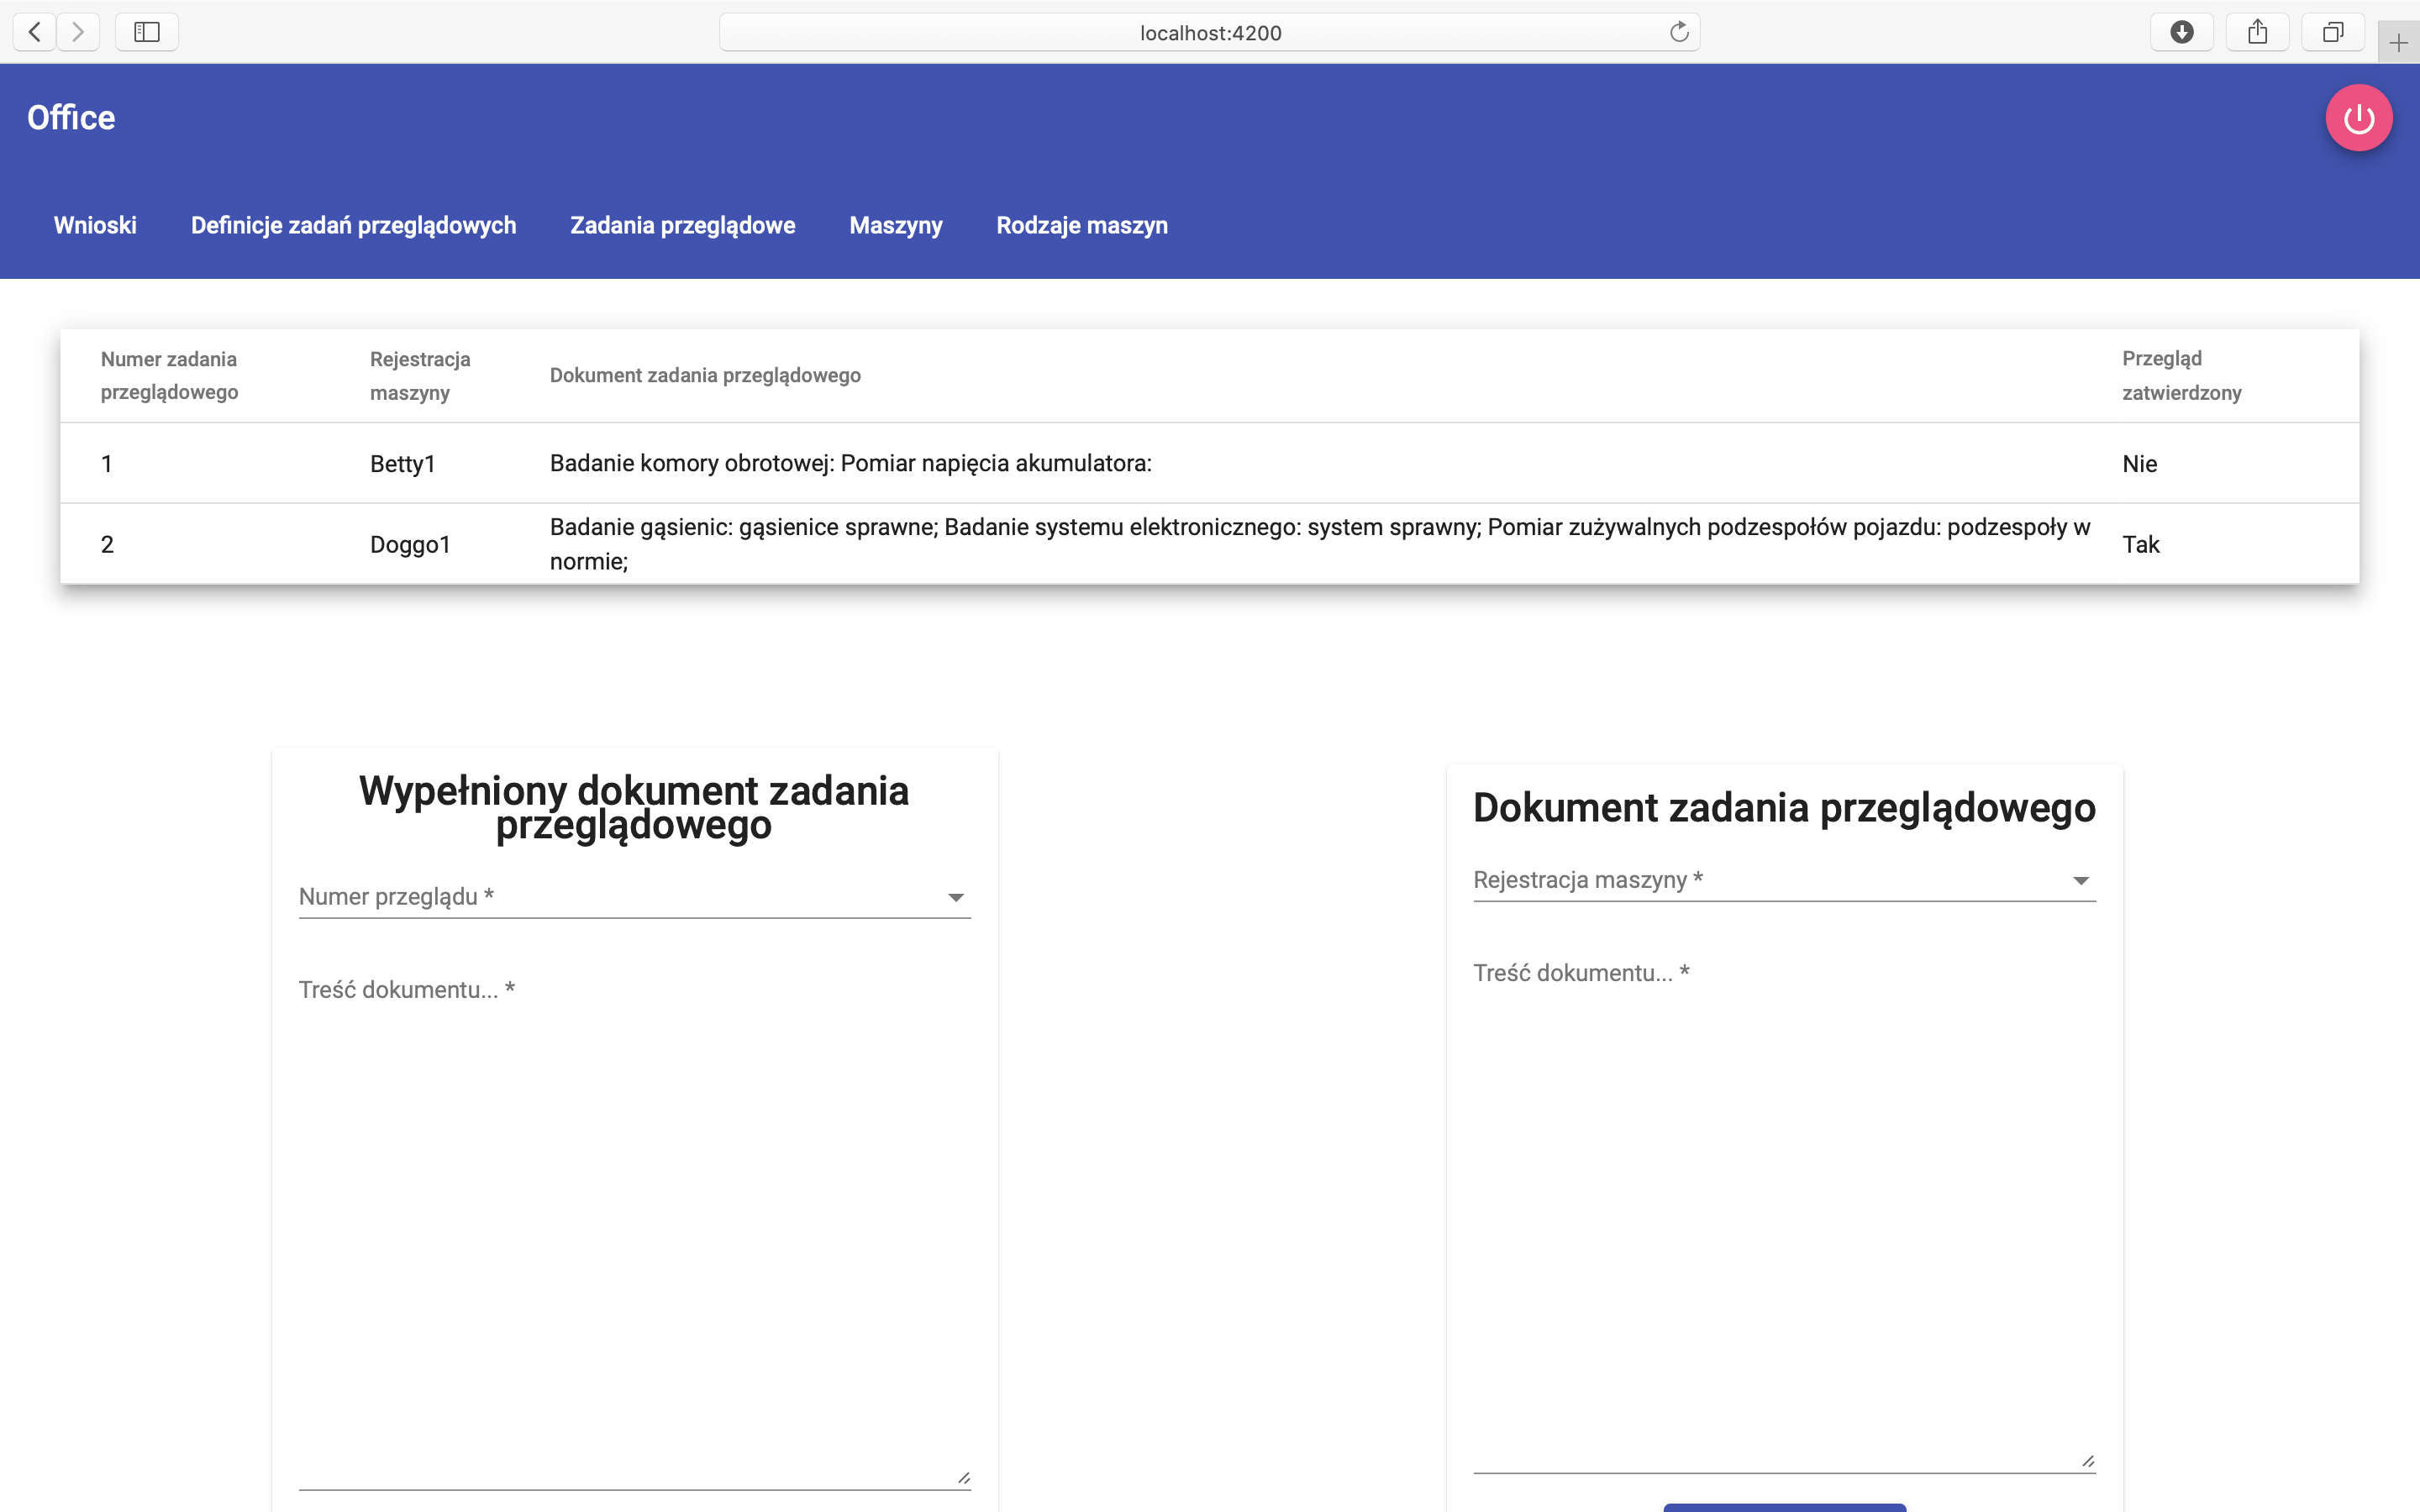 localhost:4200
Office
Wnioski Definicje zadań przeglądowych Zadania przeglądowe Maszyny Rodzaje maszyn
Numer zadania przeglądowego Rejestracja maszyny Dokument zadania przeglądowego Przegląd zatwierdzony
1 Betty1 Badanie komory obrotowej: Pomiar napięcia akumulatora: Nie
2 Doggo1 Badanie gąsienic: gąsienice sprawne; Badanie systemu elektronicznego: system sprawny; Pomiar zużywalnych podzespołów pojazdu: podzespoły w normie; Tak
Wypełniony dokument zadania
przeglądowego
Numer przeglądu *
Treść dokumentu... *
Dokument zadania przeglądowego
Rejestracja maszyny *
Treść dokumentu... *